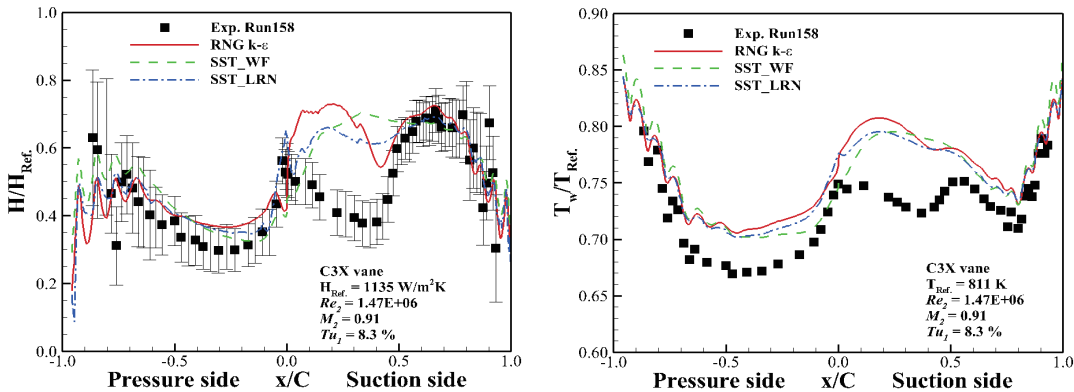 H/H_Ref.
1.0
0.8
0.6
0.4
0.2
0.0
Exp. Run158
RNG k-ε
SST_WF
SST_LRN
C3X vane
H_Ref. = 1135 W/m²K
Re₂ = 1.47E+06
M₂ = 0.91
Tu₁ = 8.3 %
-1.0 -0.5 0.0 0.5 1.0
Pressure side x/C Suction side
T_w/T_Ref.
0.90
0.85
0.80
0.75
0.70
0.65
0.60
Exp. Run158
RNG k-ε
SST_WF
SST_LRN
C3X vane
T_Ref. = 811 K
Re₂ = 1.47E+06
M₂ = 0.91
Tu₁ = 8.3 %
-1.0 -0.5 0.0 0.5 1.0
Pressure side x/C Suction side